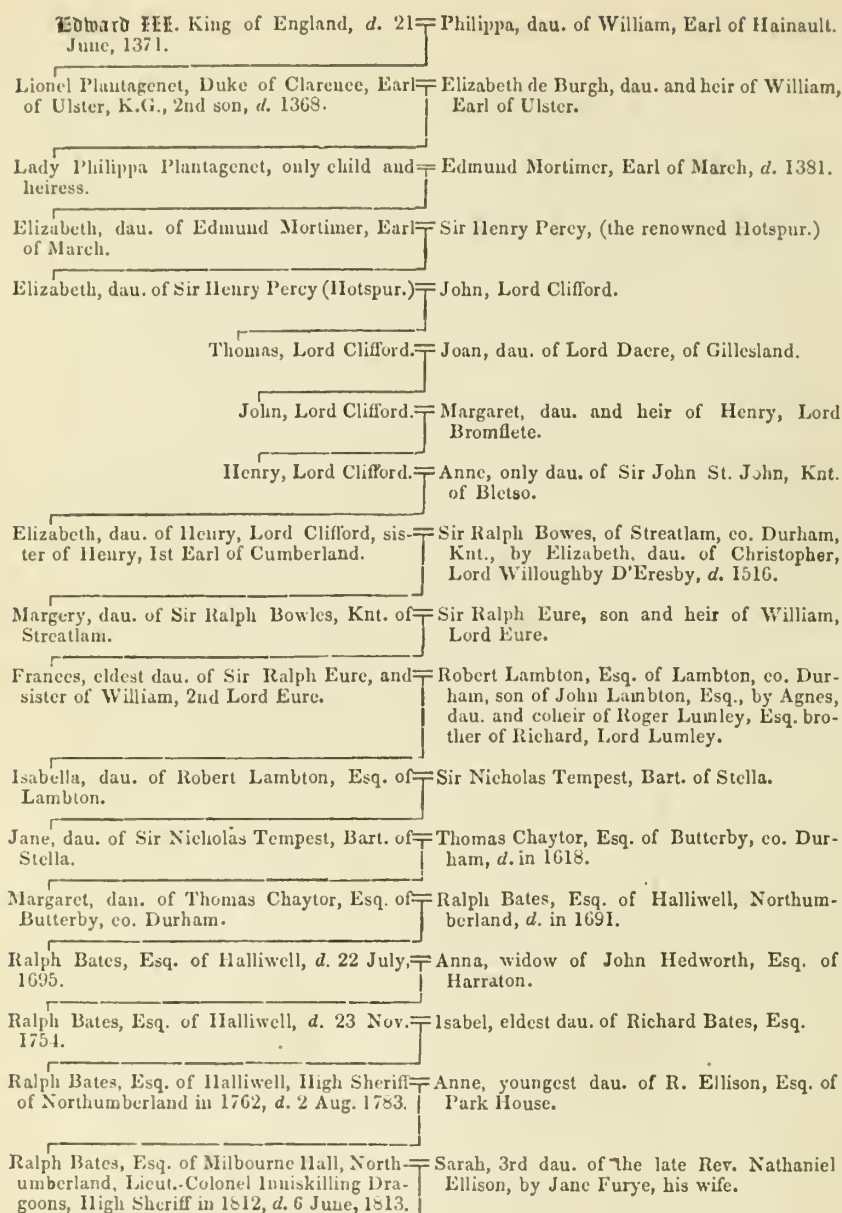 Edward III. King of England, d. 21 June, 1371.
Philippa, dau. of William, Earl of Hainault.
Lionel Plantagenet, Duke of Clarence, Earl
of Ulster, K.G., 2nd son, d. 1368.
Elizabeth de Burgh, dau. and heir of William,
Earl of Ulster.
Lady Philippa Plantagenet, only child and
heiress.
Edmund Mortimer, Earl of March, d. 1381.
Elizabeth, dau. of Edmund Mortimer, Earl
of March.
Sir Henry Percy, (the renowned Hotspur.)
Elizabeth, dau. of Sir Henry Percy (Hotspur.)
John, Lord Clifford.
Thomas, Lord Clifford.
Joan, dau. of Lord Dacre, of Gillesland.
John, Lord Clifford.
Margaret, dau. and heir of Henry, Lord
Bromflete.
Henry, Lord Clifford.
Anne, only dau. of Sir John St. John, Knt.
of Bletso.
Elizabeth, dau. of Henry, Lord Clifford, sis-
ter of Henry, 1st Earl of Cumberland.
Sir Ralph Bowes, of Streatlam, co. Durham,
Knt., by Elizabeth, dau. of Christopher,
Lord Willoughby D'Eresby, d. 1516.
Margery, dau. of Sir Ralph Bowles, Knt. of
Streatlam.
Sir Ralph Eure, son and heir of William,
Lord Eure.
Frances, eldest dau. of Sir Ralph Eure, and
sister of William, 2nd Lord Eure.
Robert Lambton, Esq. of Lambton, co. Dur-
ham, son of John Lambton, Esq., by Agnes,
dau. and coheir of Roger Lumley, Esq. bro-
ther of Richard, Lord Lumley.
Isabella, dau. of Robert Lambton, Esq. of
Lambton.
Sir Nicholas Tempest, Bart. of Stella.
Jane, dau. of Sir Nicholas Tempest, Bart. of
Stella.
Thomas Chaytor, Esq. of Butterby, co. Dur-
ham, d. in 1618.
Margaret, dau. of Thomas Chaytor, Esq. of
Butterby, co. Durham.
Ralph Bates, Esq. of Halliwell, Northum-
berland, d. in 1691.
Ralph Bates, Esq. of Halliwell, d. 22 July,
1695.
Anna, widow of John Hedworth, Esq. of
Harraton.
Ralph Bates, Esq. of Halliwell, d. 23 Nov.
1754.
Isabel, eldest dau. of Richard Bates, Esq.
Ralph Bates, Esq. of Halliwell, High Sheriff
of Northumberland in 1762, d. 2 Aug. 1783.
Anne, youngest dau. of R. Ellison, Esq. of
Park House.
Ralph Bates, Esq. of Milbourne Hall, North-
umberland, Lieut.-Colonel Inniskilling Dra-
goons, High Sheriff in 1812, d. 6 June, 1813.
Sarah, 3rd dau. of the late Rev. Nathaniel
Ellison, by Jane Furye, his wife.